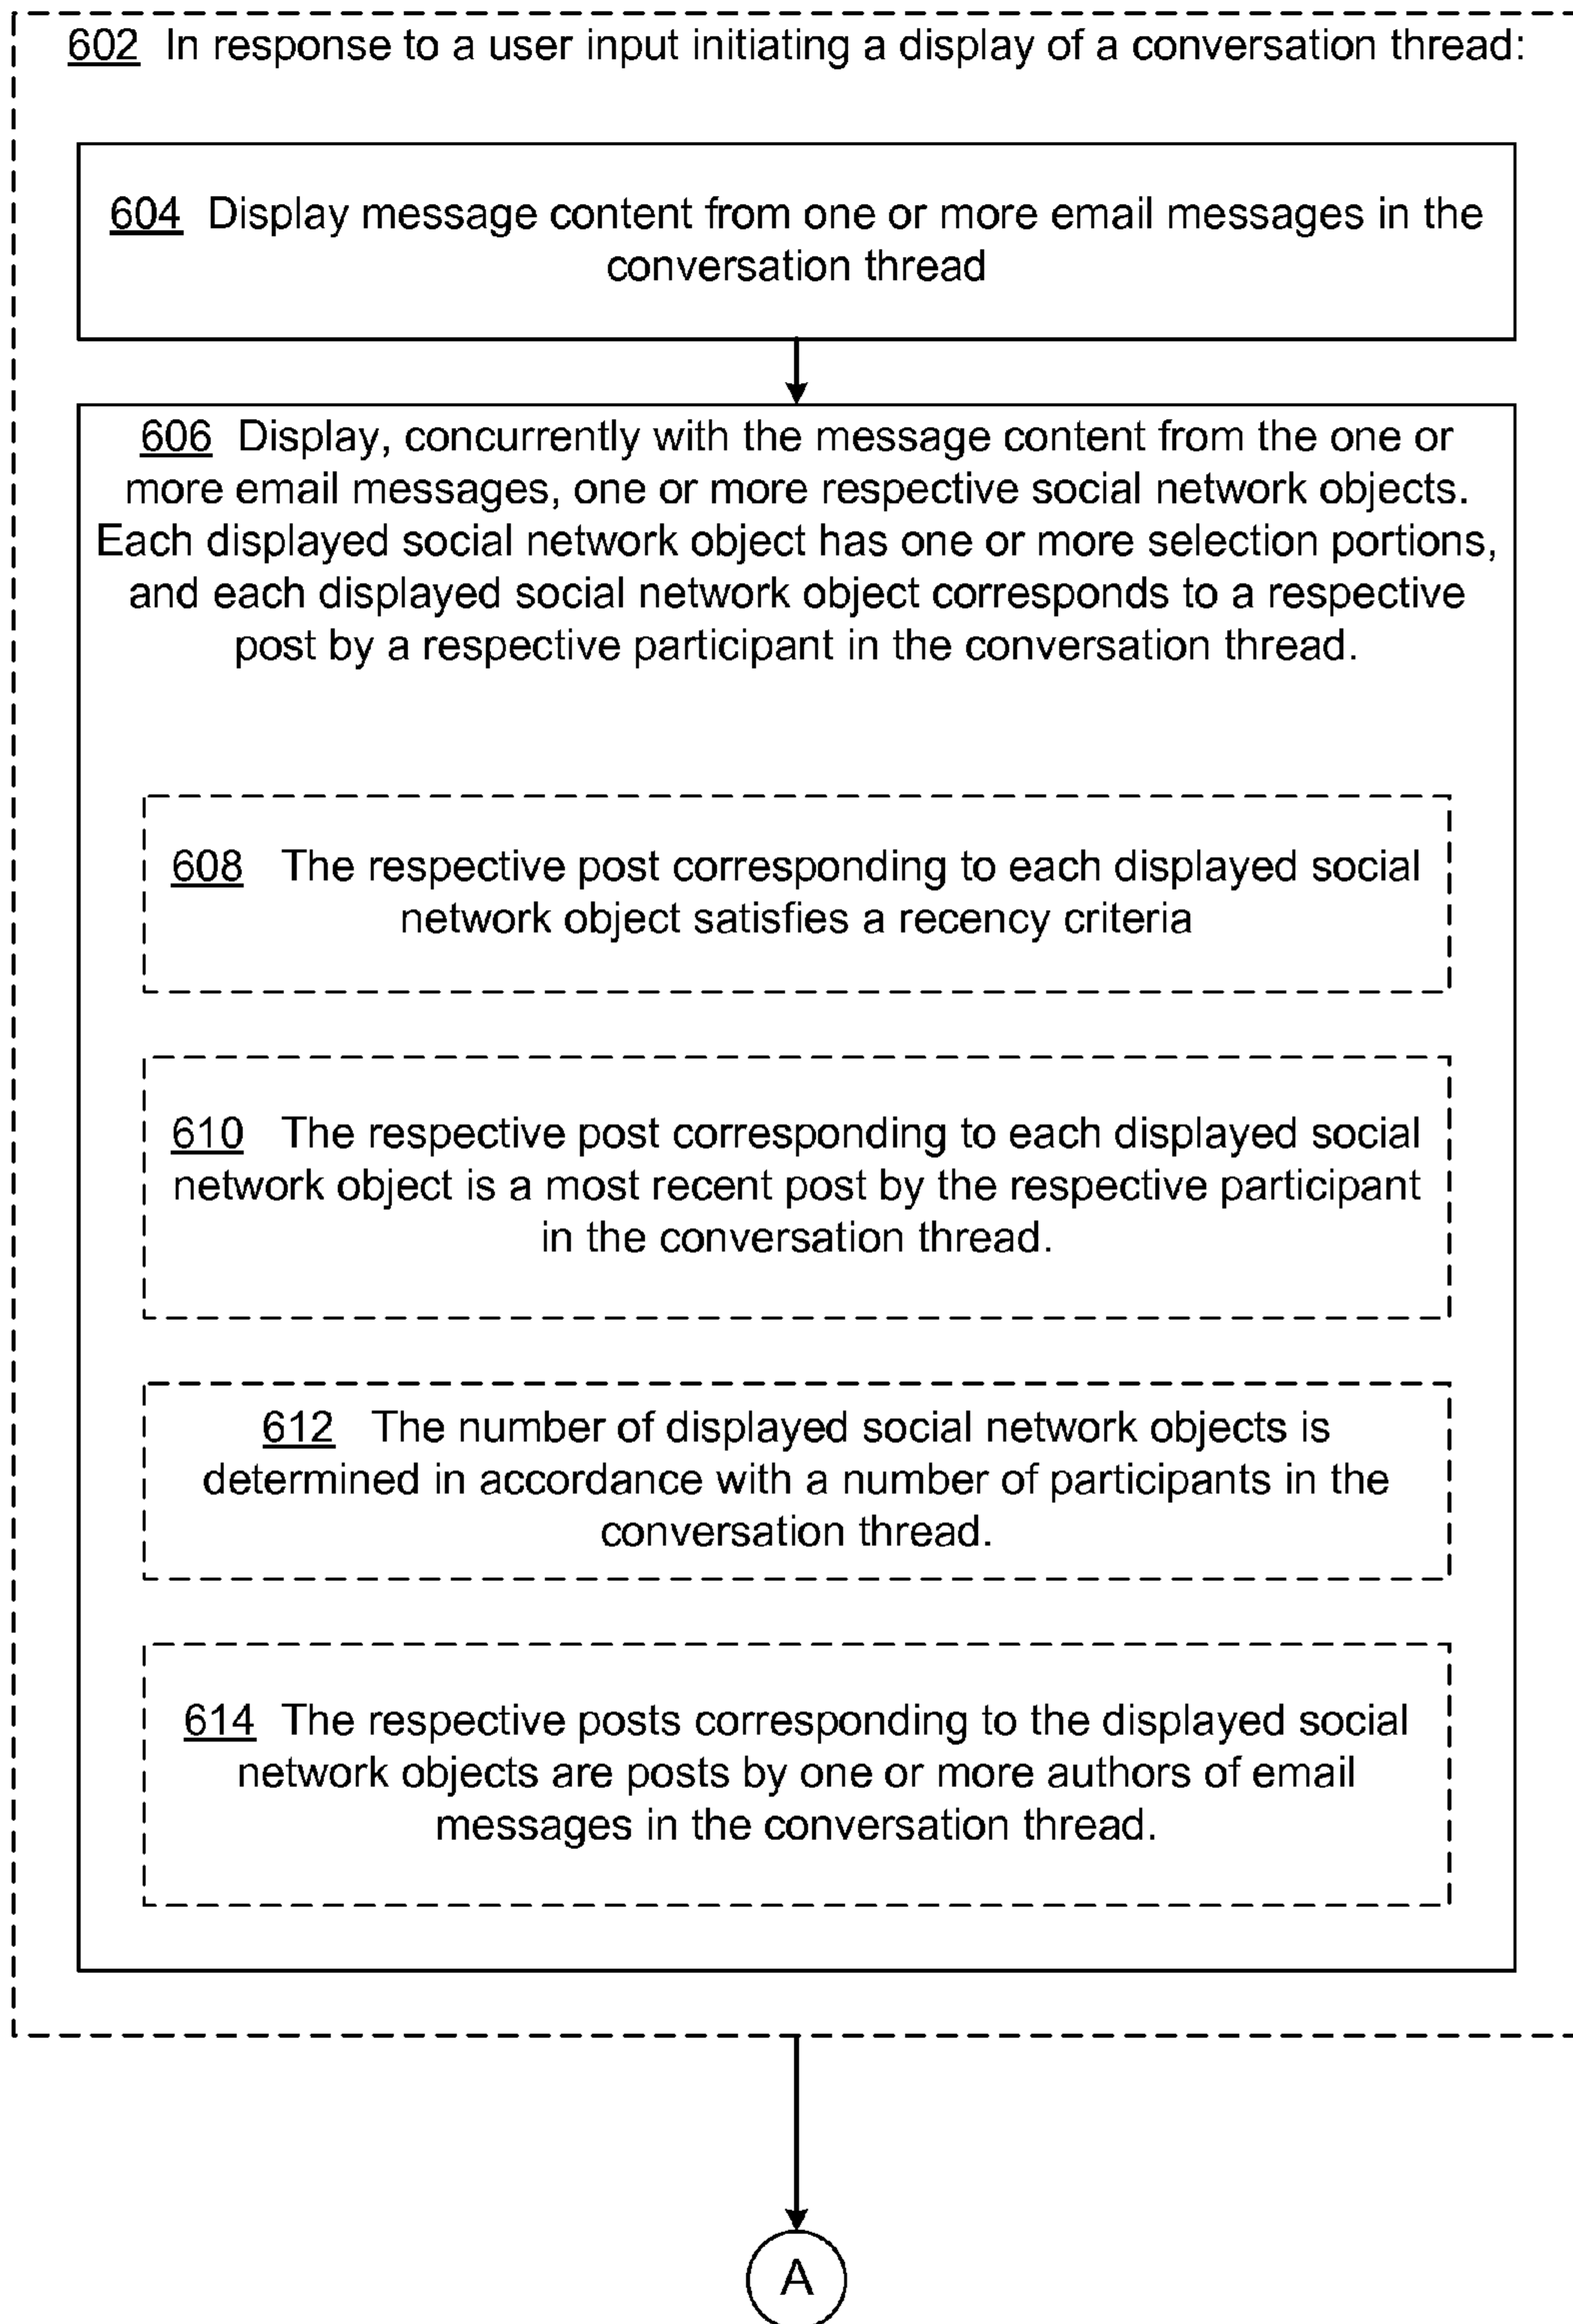 602 In response to a user input initiating a display of a conversation thread:
604 Display message content from one or more email messages in the
conversation thread
606 Display, concurrently with the message content from the one or
more email messages, one or more respective social network objects.
Each displayed social network object has one or more selection portions,
and each displayed social network object corresponds to a respective
post by a respective participant in the conversation thread.
608 The respective post corresponding to each displayed social
network object satisfies a recency criteria
610 The respective post corresponding to each displayed social
network object is a most recent post by the respective participant
in the conversation thread.
612 The number of displayed social network objects is
determined in accordance with a number of participants in the
conversation thread.
614 The respective posts corresponding to the displayed social
network objects are posts by one or more authors of email
messages in the conversation thread.
A